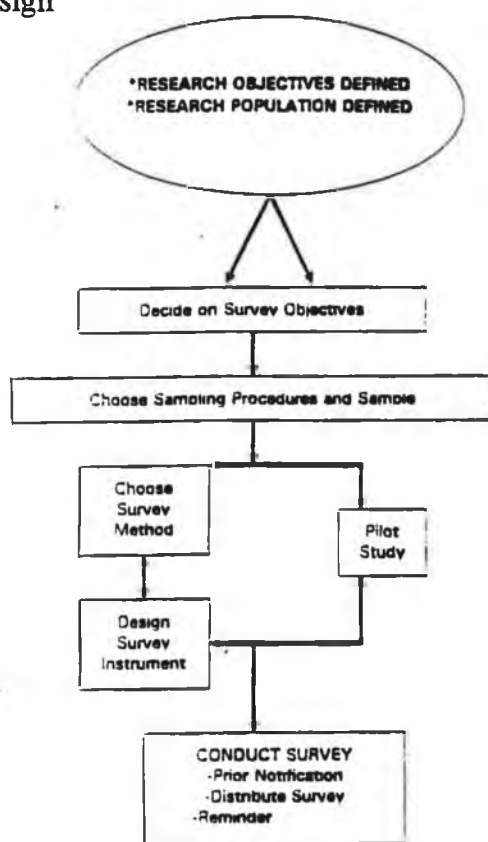 sign
*RESEARCH OBJECTIVES DEFINED
*RESEARCH POPULATION DEFINED
Decide on Survey Objectives
Choose Sampling Procedures and Sample
Choose
Survey
Method
Pilot
Study
Design
Survey
Instrument
CONDUCT SURVEY
-Prior Notification
-Distribute Survey
-Reminder